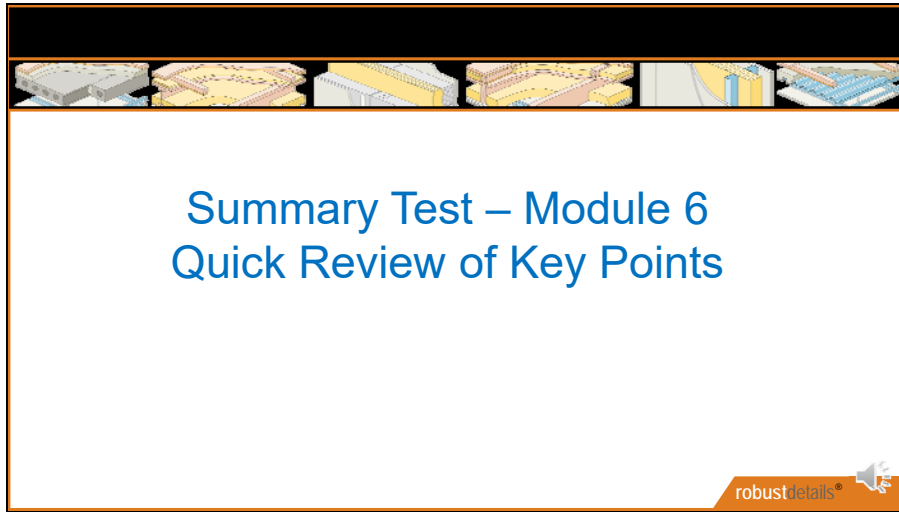 Summary Test – Module 6
Quick Review of Key Points
robustdetails®